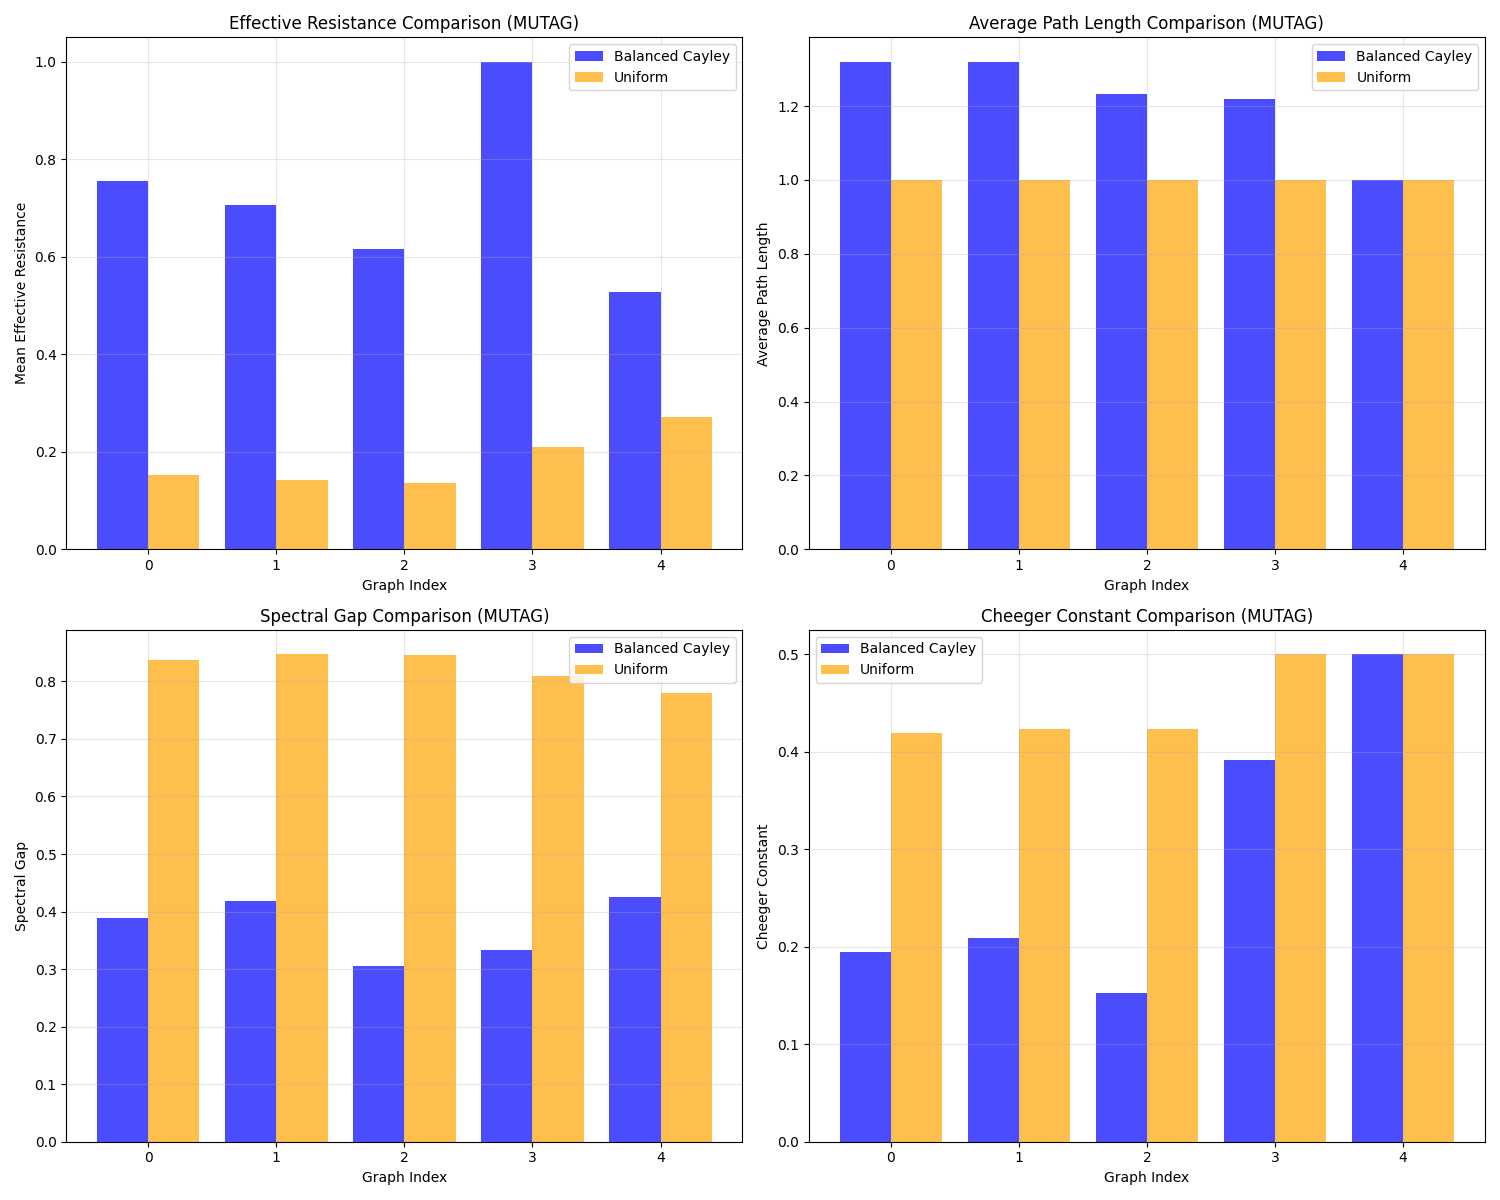 Effective Resistance Comparison (MUTAG)
Mean Effective Resistance
1.0
0.8
0.6
0.4
0.2
0.0
Balanced Cayley
Uniform
0 1 2 3 4
Graph Index
Average Path Length Comparison (MUTAG)
Average Path Length
1.2
1.0
0.8
0.6
0.4
0.2
0.0
Balanced Cayley
Uniform
0 1 2 3 4
Graph Index
Spectral Gap Comparison (MUTAG)
Spectral Gap
0.8
0.7
0.6
0.5
0.4
0.3
0.2
0.1
0.0
Balanced Cayley
Uniform
0 1 2 3 4
Graph Index
Cheeger Constant Comparison (MUTAG)
Cheeger Constant
0.5
0.4
0.3
0.2
0.1
0.0
Balanced Cayley
Uniform
0 1 2 3 4
Graph Index